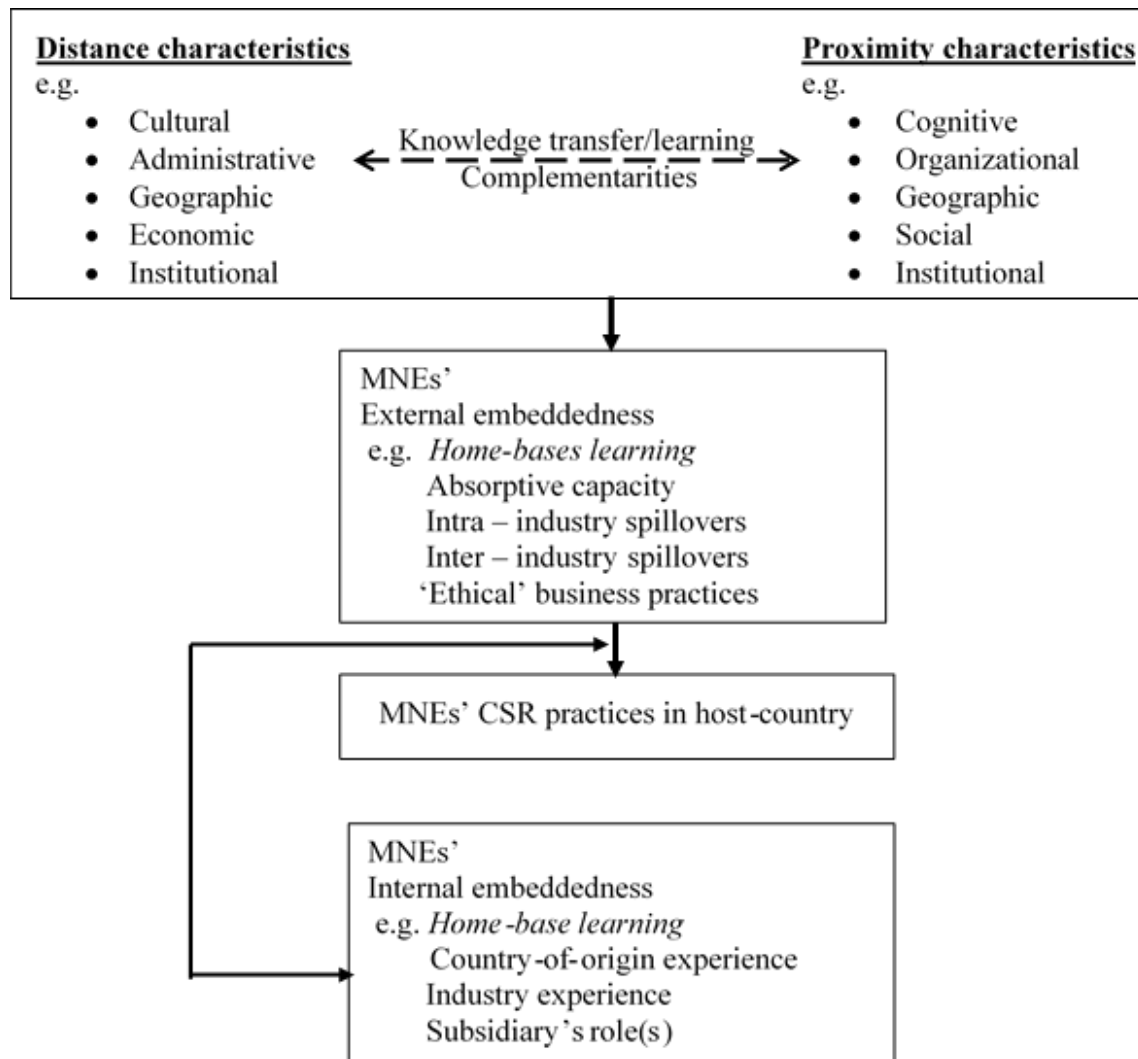 Distance characteristics
e.g.
• Cultural
• Administrative
• Geographic
• Economic
• Institutional
Knowledge transfer/learning
Complementarities
Proximity characteristics
e.g.
• Cognitive
• Organizational
• Geographic
• Social
• Institutional
MNEs’
External embeddedness
e.g. Home-bases learning
Absorptive capacity
Intra – industry spillovers
Inter – industry spillovers
‘Ethical’ business practices
MNEs’ CSR practices in host-country
MNEs’
Internal embeddedness
e.g. Home-base learning
Country-of-origin experience
Industry experience
Subsidiary’s role(s)